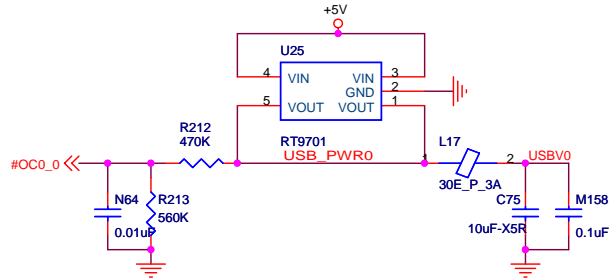 +5V
U25
4 VIN VIN 3
GND 2
5 VOUT VOUT 1
R212
470K
RT9701
USB_PWR0
L17
1 2
30E_P_3A
USBV0
#OC0_0
N64
0.01uF
R213
560K
C75
10uF-X5R
M158
0.1uF